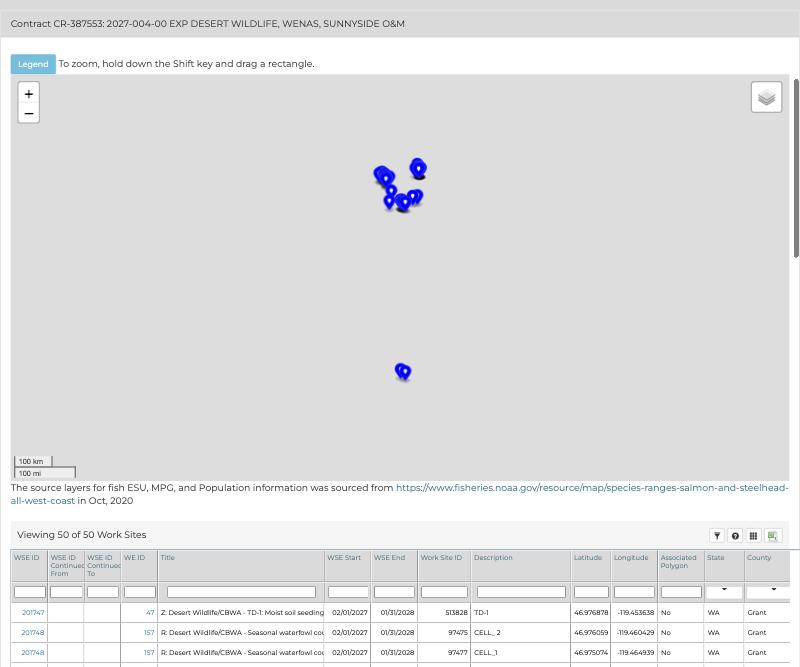 Contract CR-387553: 2027-004-00 EXP DESERT WILDLIFE, WENAS, SUNNYSIDE O&M
Legend To zoom, hold down the Shift key and drag a rectangle.
+
−
100 km
100 mi
The source layers for fish ESU, MPG, and Population information was sourced from https://www.fisheries.noaa.gov/resource/map/species-ranges-salmon-and-steelhead-
all-west-coast in Oct, 2020
Viewing 50 of 50 Work Sites
WSE ID WSE ID Continued From WSE ID Continued To WE ID Title WSE Start WSE End Work Site ID Description Latitude Longitude Associated Polygon State County
201747 47 Z: Desert Wildlife/CBWA - TD-1: Moist soil seeding 02/01/2027 01/31/2028 513828 TD-1 46.976878 -119.453638 No WA Grant
201748 157 R: Desert Wildlife/CBWA - Seasonal waterfowl cou 02/01/2027 01/31/2028 97475 CELL_ 2 46.976059 -119.460429 No WA Grant
201748 157 R: Desert Wildlife/CBWA - Seasonal waterfowl cou 02/01/2027 01/31/2028 97477 CELL_1 46.975074 -119.464939 No WA Grant